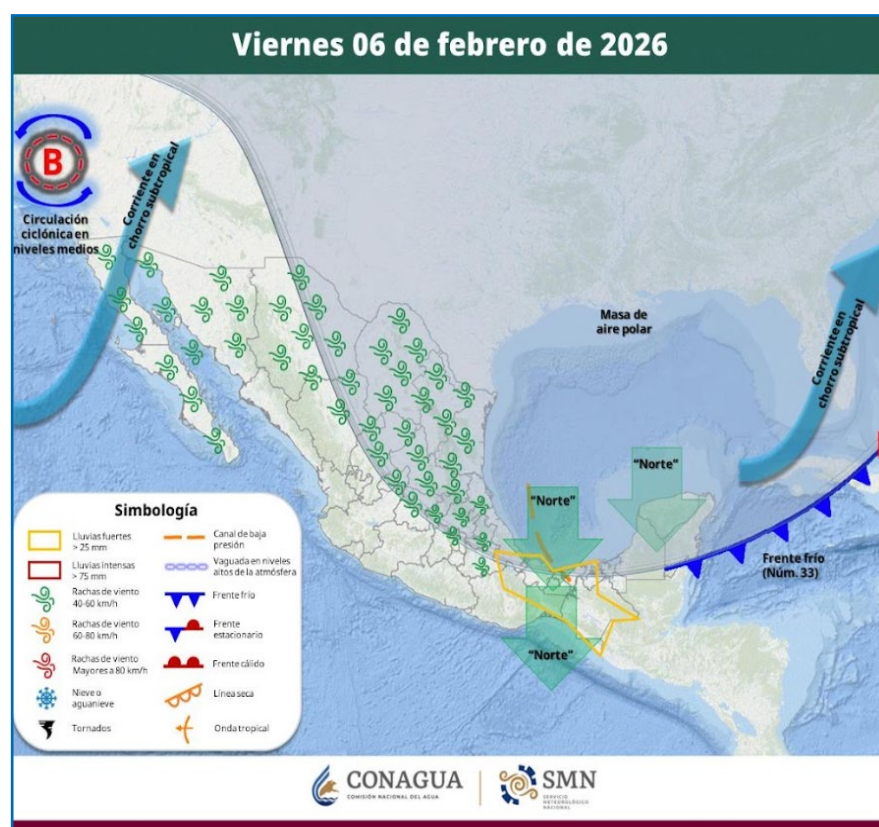 Viernes 06 de febrero de 2026
B
Circulación
ciclónica en
niveles medios
Corriente en
chorro subtropical
Masa de
aire polar
Corriente en
chorro subtropical
"Norte"
"Norte"
"Norte"
Frente frío
(Núm. 33)
Simbología
Lluvias fuertes
> 25 mm
Lluvias intensas
> 75 mm
Rachas de viento
40-60 km/h
Rachas de viento
60-80 km/h
Rachas de viento
Mayores a 80 km/h
Nieve o
aguanieve
Tornados
Canal de baja
presión
Vaguada en niveles
altos de la atmósfera
Frente frío
Frente
estacionario
Frente cálido
Línea seca
Onda tropical
CONAGUA
COMISIÓN NACIONAL DEL AGUA
SMN
SERVICIO
METEOROLÓGICO
NACIONAL